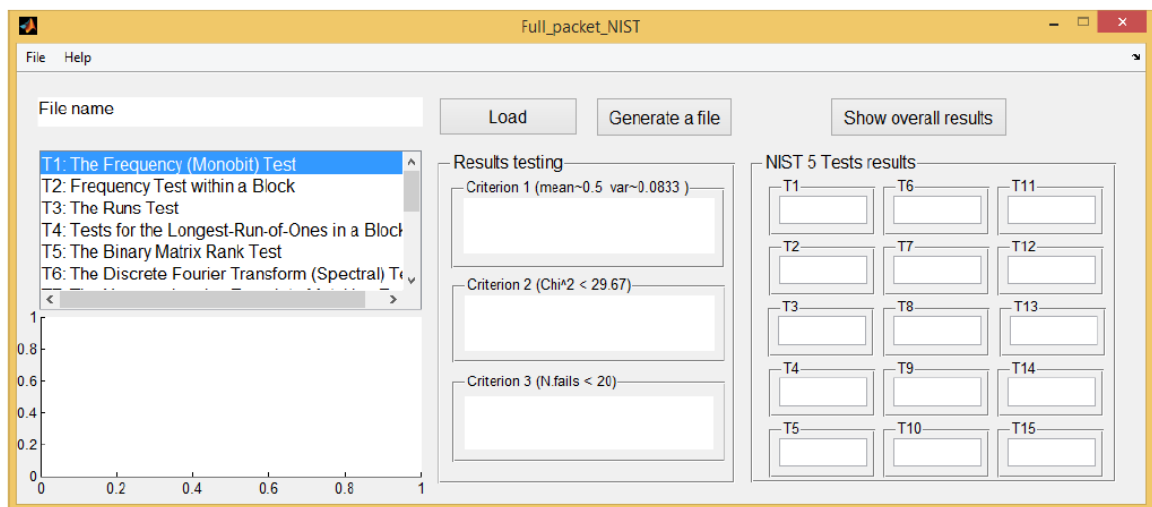 Full_packet_NIST
File Help
File name
Load
Generate a file
Show overall results
T1: The Frequency (Monobit) Test
T2: Frequency Test within a Block
T3: The Runs Test
T4: Tests for the Longest-Run-of-Ones in a Block
T5: The Binary Matrix Rank Test
T6: The Discrete Fourier Transform (Spectral) Te
Results testing
Criterion 1 (mean~0.5 var~0.0833 )
Criterion 2 (Chi^2 < 29.67)
Criterion 3 (N.fails < 20)
NIST 5 Tests results
T1 T6 T11
T2 T7 T12
T3 T8 T13
T4 T9 T14
T5 T10 T15
1
0.8
0.6
0.4
0.2
0
0 0.2 0.4 0.6 0.8 1